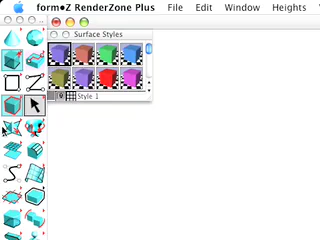 form•Z RenderZone Plus File Edit Window Heights
Surface Styles
Style 1